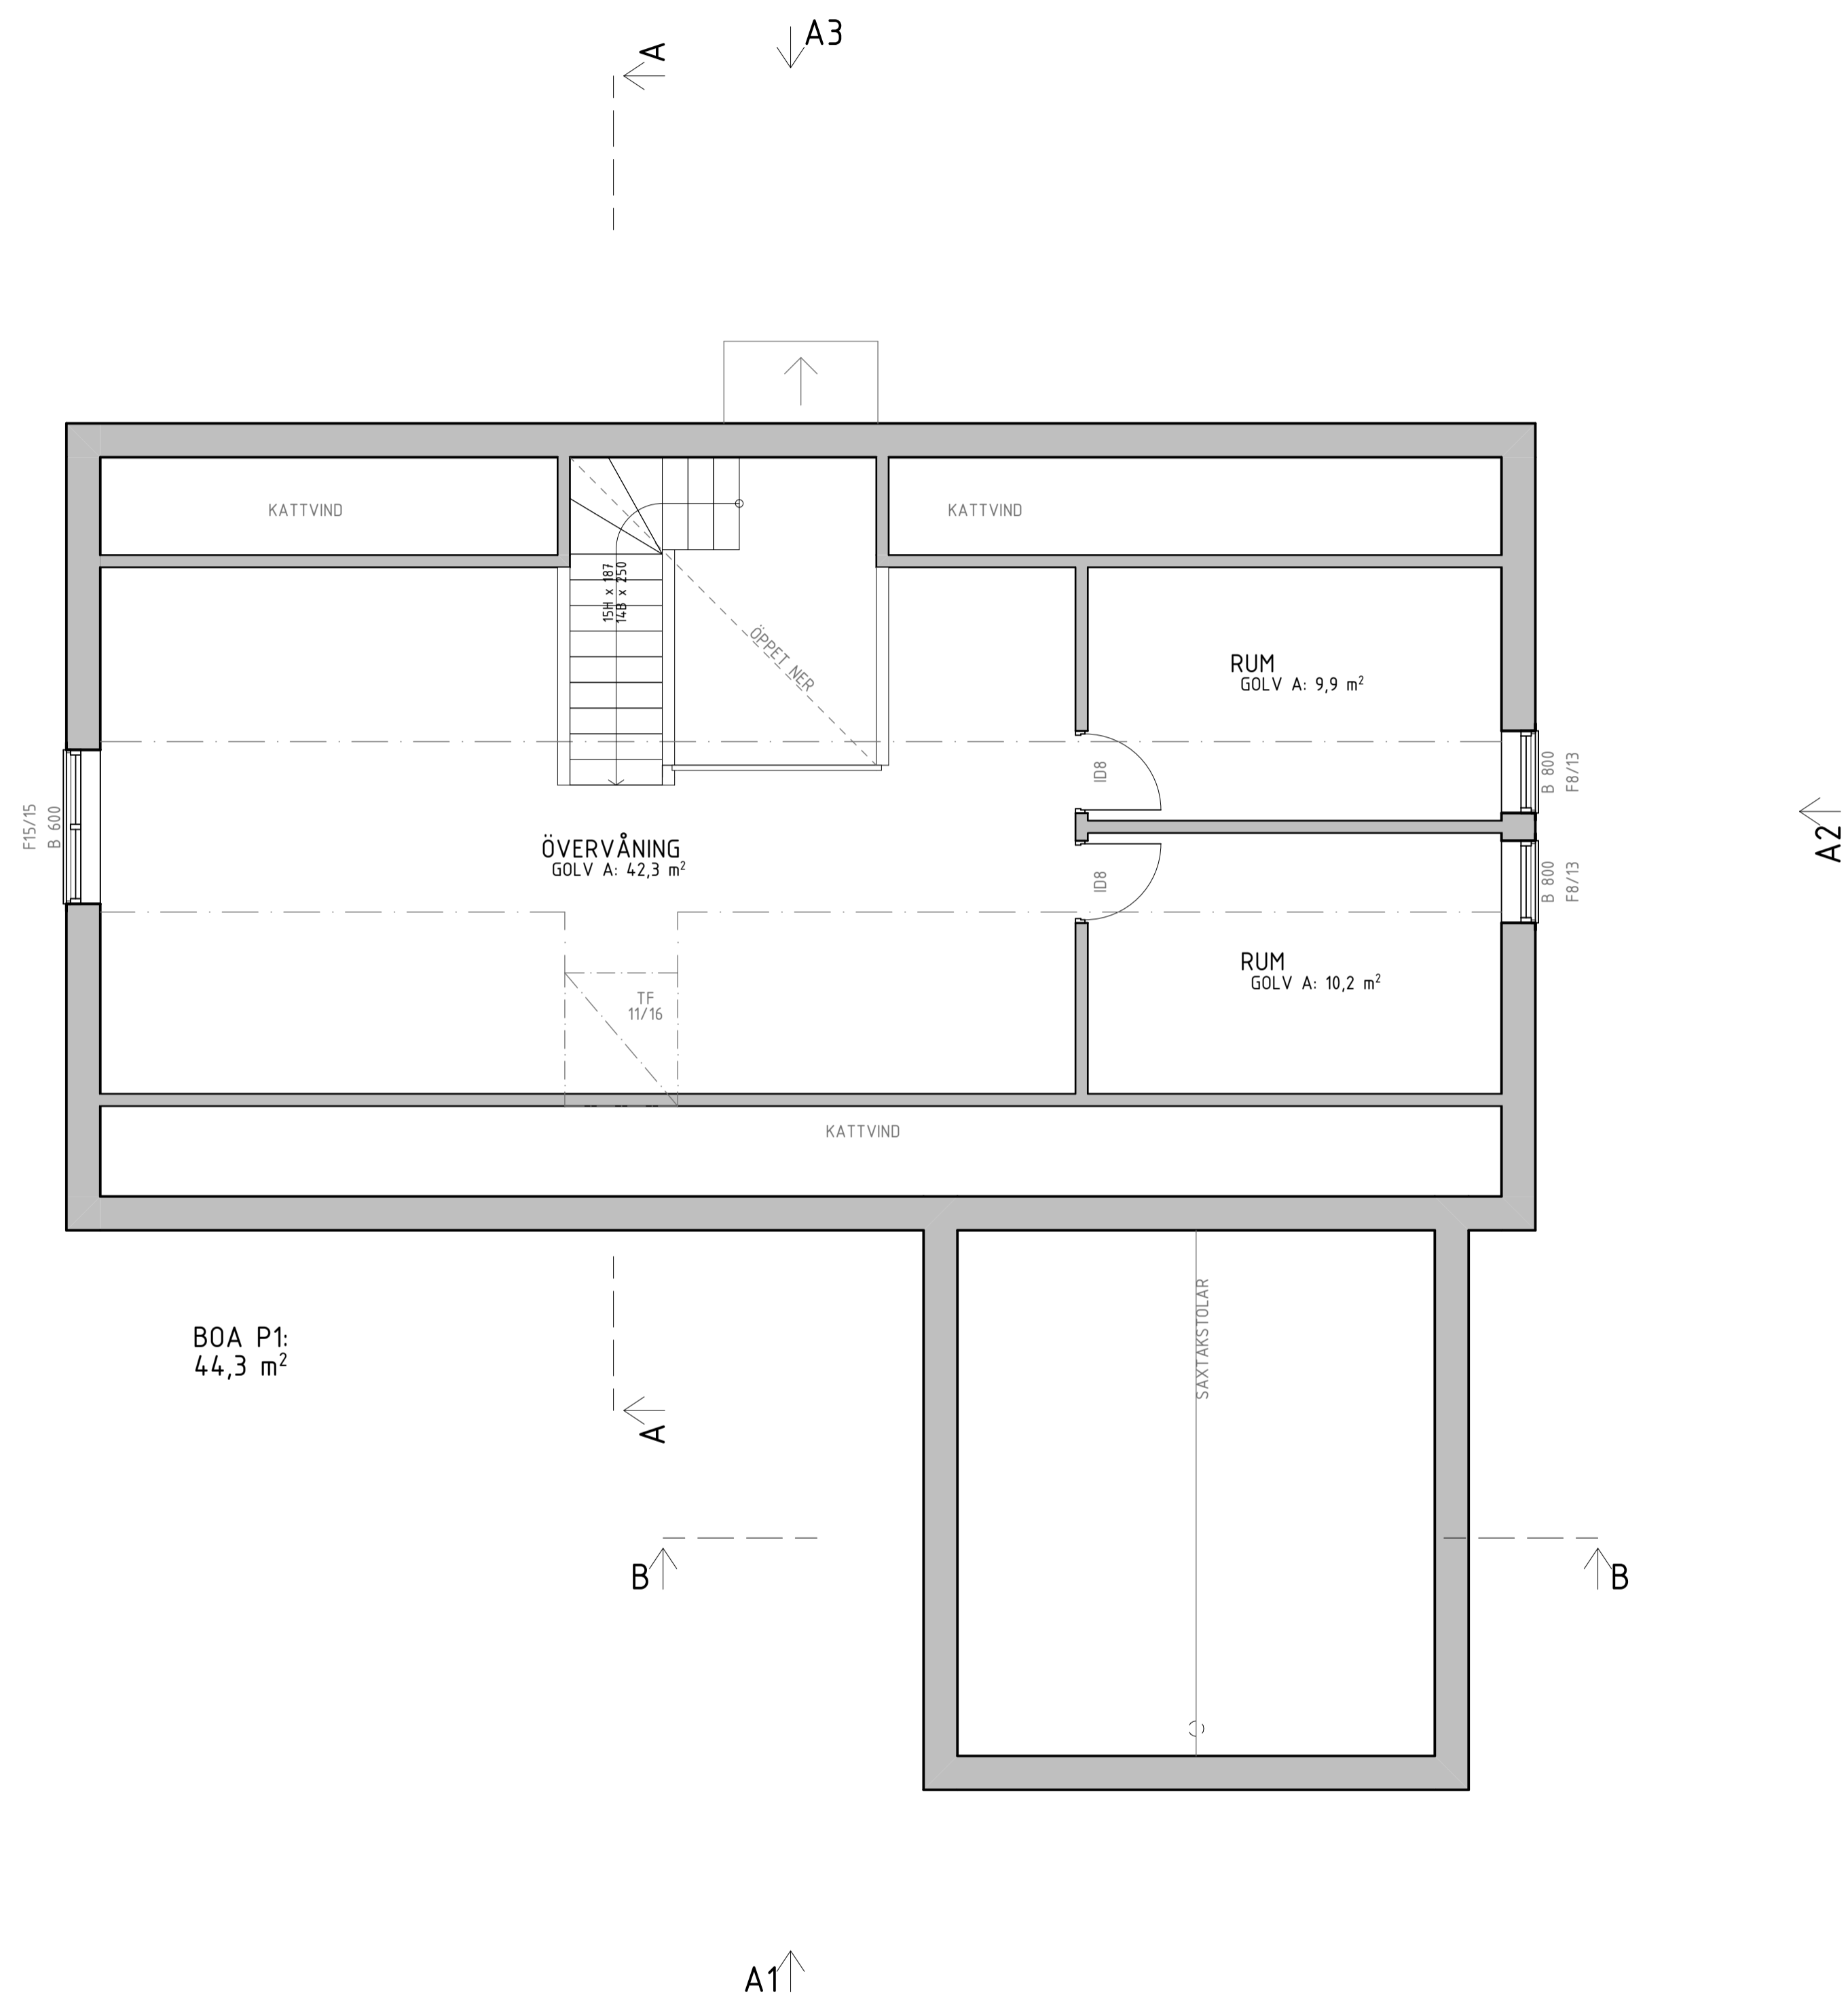 A
A3
KATTVIND
KATTVIND
15H x 187
14B x 250
ÖPPET NER
RUM
GOLV A: 9,9 m²
ID8
B 800
F8/13
F15/15
B 600
ÖVERVÅNING
GOLV A: 42,3 m²
A2
ID8
B 800
F8/13
RUM
GOLV A: 10,2 m²
TF
11/16
KATTVIND
BOA P1:
44,3 m²
SAXTAKSTOLAR
A
B
B
A1